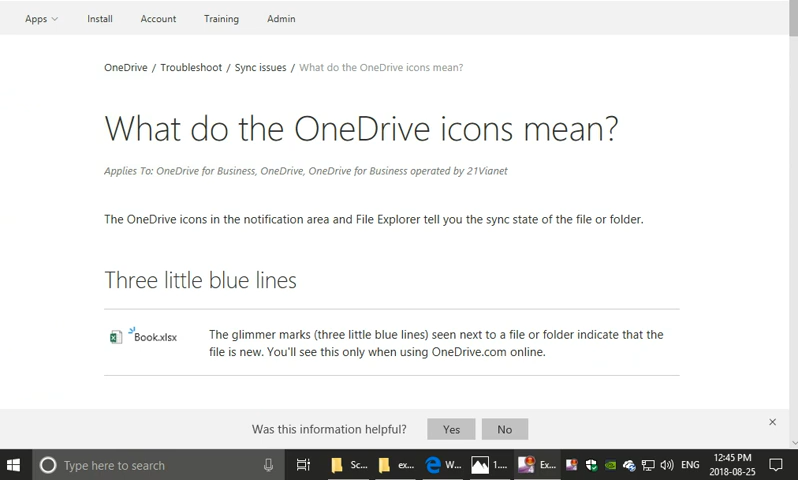 Apps Install Account Training Admin
OneDrive / Troubleshoot / Sync issues / What do the OneDrive icons mean?
What do the OneDrive icons mean?
Applies To: OneDrive for Business, OneDrive, OneDrive for Business operated by 21Vianet
The OneDrive icons in the notification area and File Explorer tell you the sync state of the file or folder.
Three little blue lines
Book.xlsx
The glimmer marks (three little blue lines) seen next to a file or folder indicate that the
file is new. You'll see this only when using OneDrive.com online.
Was this information helpful? Yes No
Type here to search Sc... ex... W... 1.... Ex... ENG 12:45 PM
2018-08-25